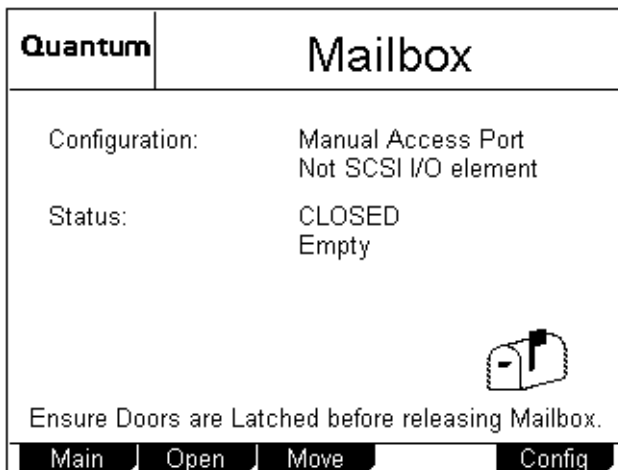 Quantum
Mailbox
Configuration: Manual Access Port
Not SCSI I/O element
Status: CLOSED
Empty
Ensure Doors are Latched before releasing Mailbox.
Main Open Move Config